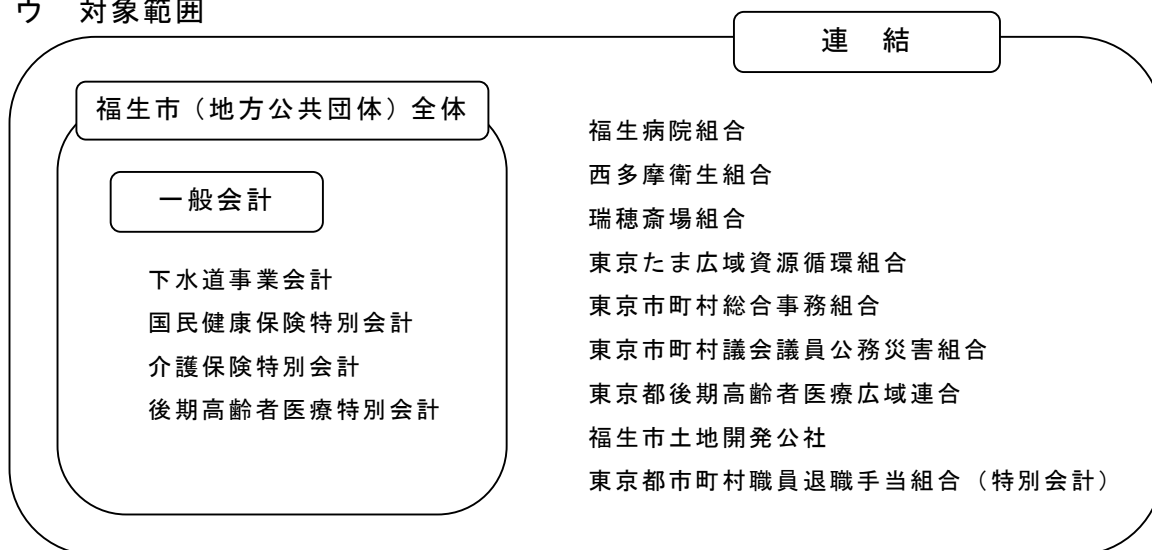 ウ 対象範囲
連 結
福生市（地方公共団体）全体
一般会計
下水道事業会計
国民健康保険特別会計
介護保険特別会計
後期高齢者医療特別会計
福生病院組合
西多摩衛生組合
瑞穂斎場組合
東京たま広域資源循環組合
東京市町村総合事務組合
東京市町村議会議員公務災害組合
東京都後期高齢者医療広域連合
福生市土地開発公社
東京都市町村職員退職手当組合（特別会計）